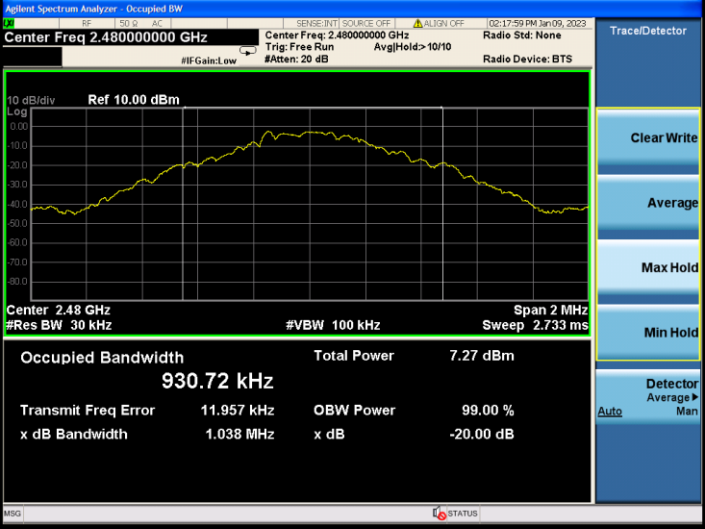 Agilent Spectrum Analyzer - Occupied BW
LXI RF 50 Ω AC SENSE:INT SOURCE OFF ALIGN OFF 02:17:59 PM Jan 09, 2023
Center Freq 2.480000000 GHz
Center Freq: 2.480000000 GHz
Radio Std: None
Trig: Free Run Avg|Hold:>10/10
#IFGain:Low
#Atten: 20 dB
Radio Device: BTS
Trace/Detector
10 dB/div Ref 10.00 dBm
Log
0.00
-10.0
-20.0
-30.0
-40.0
-50.0
-60.0
-70.0
-80.0
Clear Write
Average
Max Hold
Min Hold
Detector
Average
Auto Man
Center 2.48 GHz Span 2 MHz
#Res BW 30 kHz #VBW 100 kHz Sweep 2.733 ms
Occupied Bandwidth Total Power 7.27 dBm
930.72 kHz
Transmit Freq Error 11.957 kHz OBW Power 99.00 %
x dB Bandwidth 1.038 MHz x dB -20.00 dB
MSG STATUS